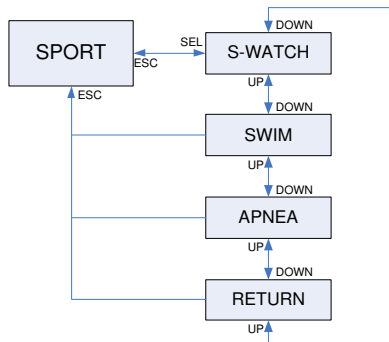 DOWN
SPORT
SEL
ESC
S-WATCH
UP
DOWN
ESC
SWIM
UP
DOWN
APNEA
UP
DOWN
RETURN
UP